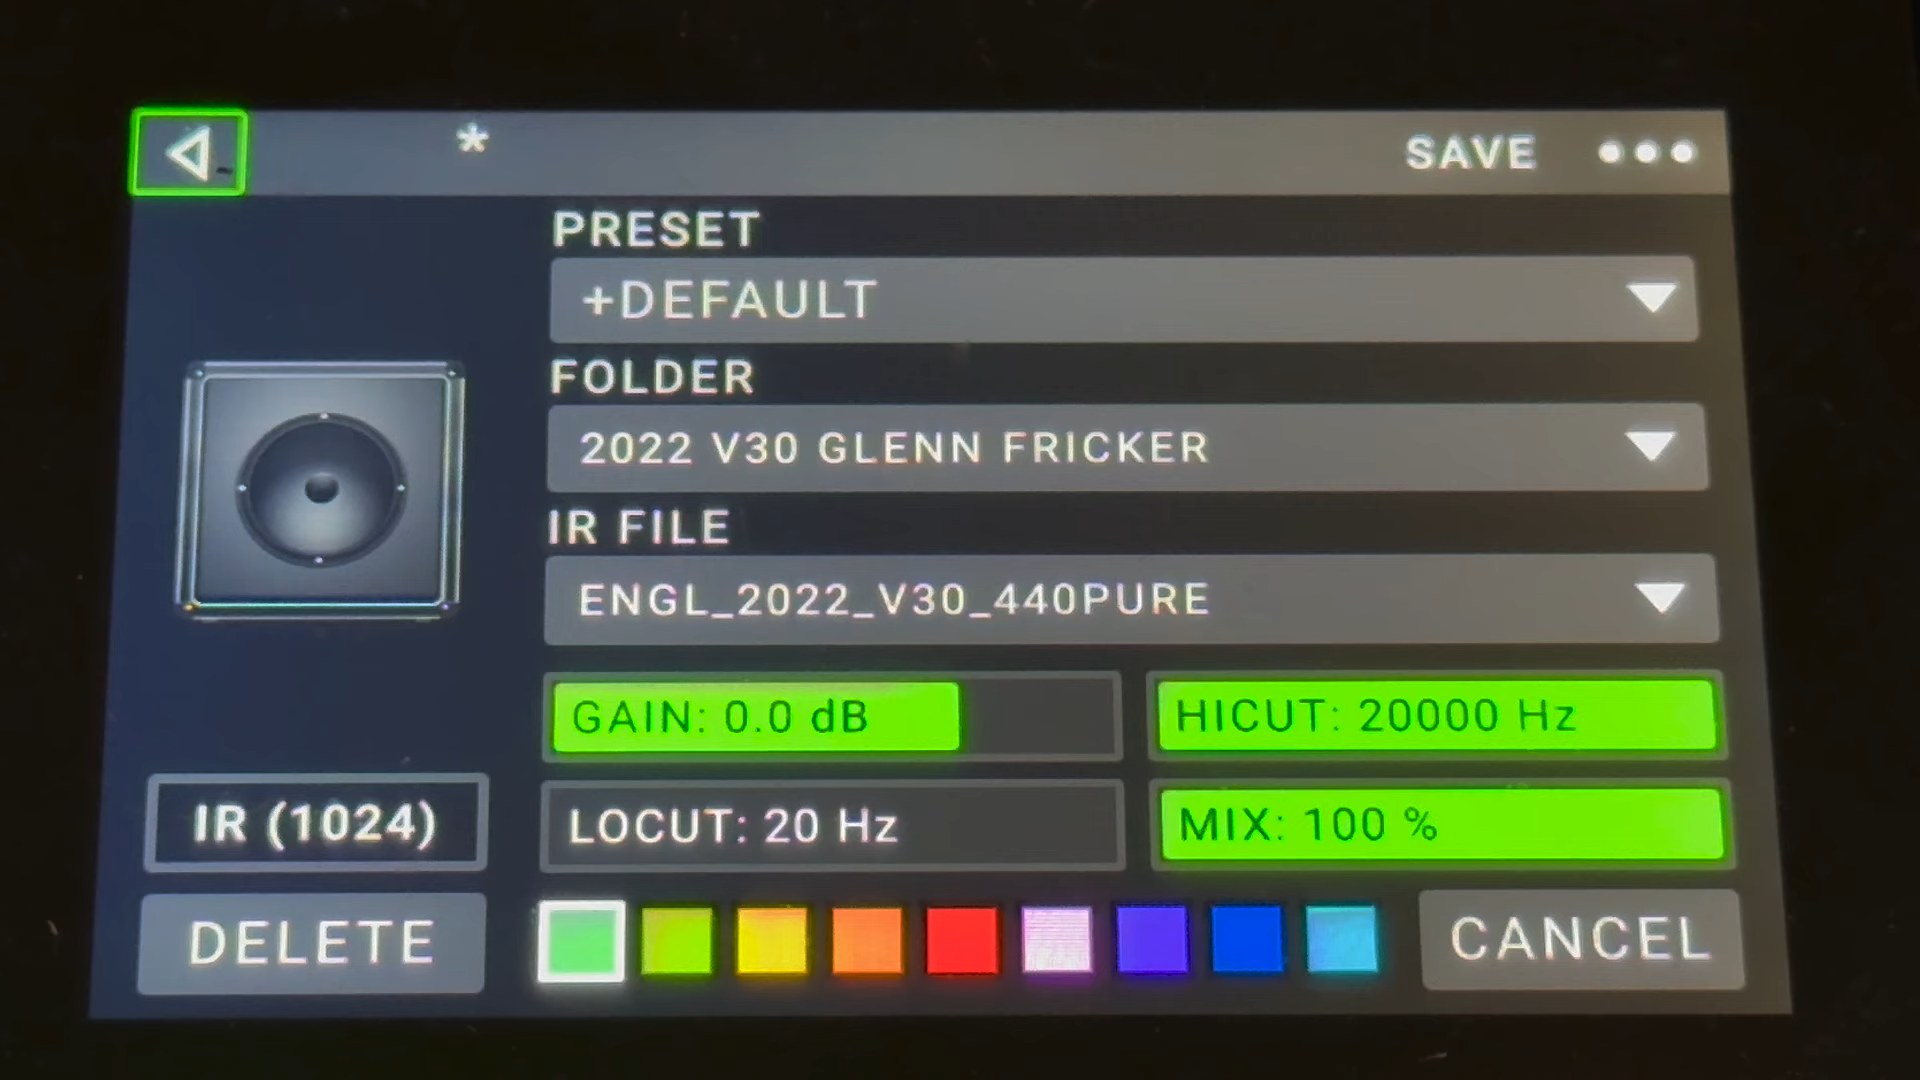 *
SAVE
PRESET
+DEFAULT
FOLDER
2022 V30 GLENN FRICKER
IR FILE
ENGL_2022_V30_440PURE
GAIN: 0.0 dB
HICUT: 20000 Hz
IR (1024)
LOCUT: 20 Hz
MIX: 100 %
DELETE
CANCEL